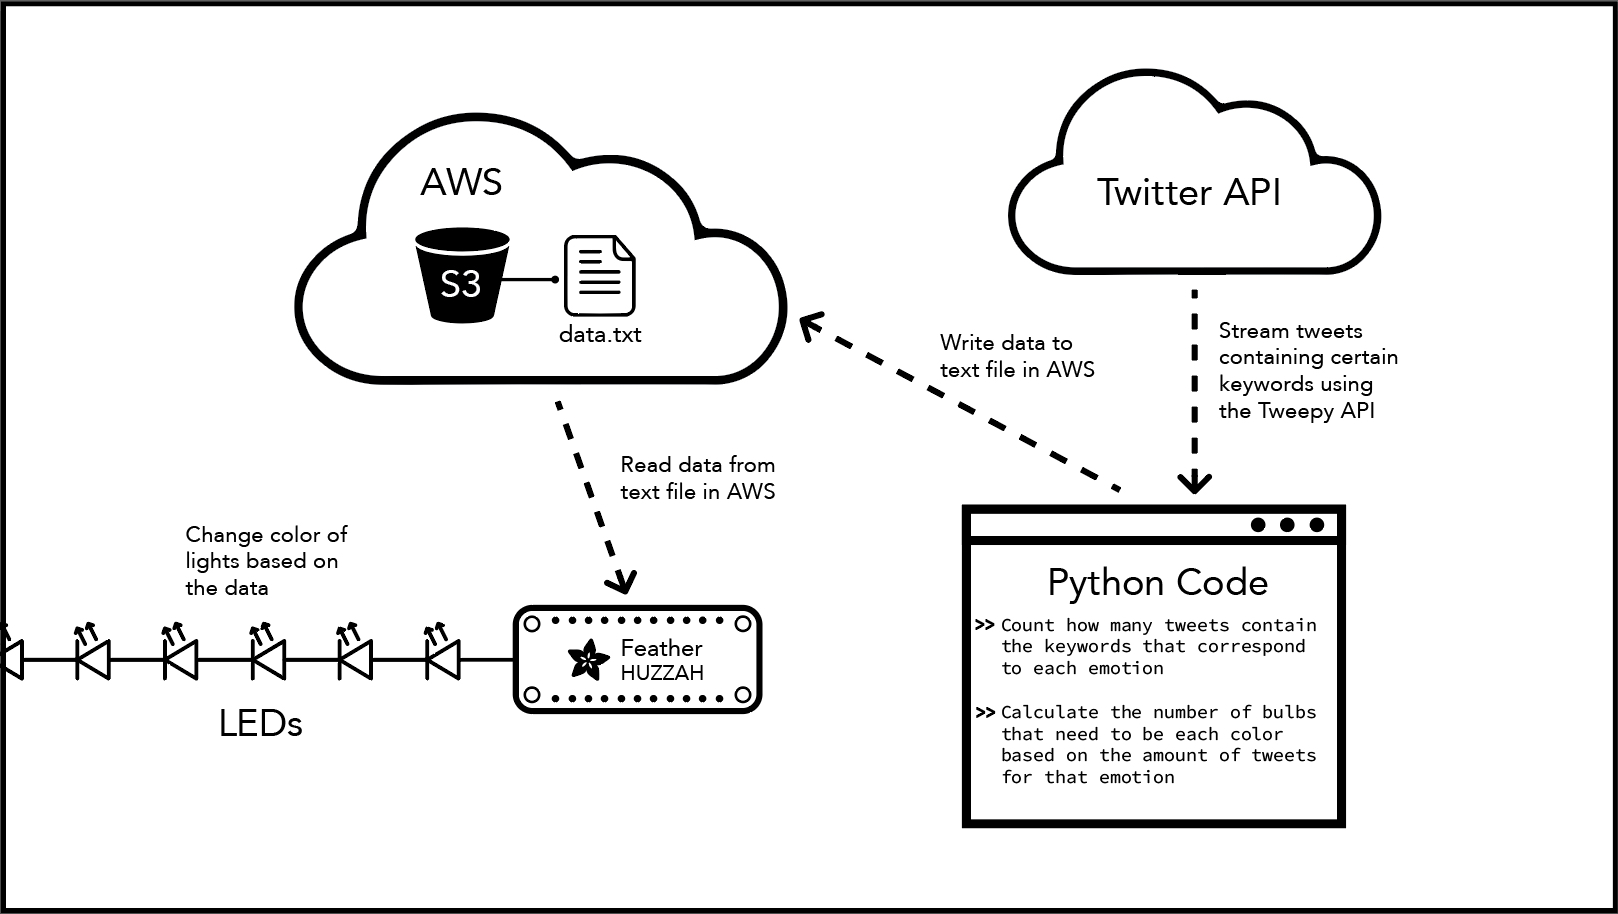 AWS
S3
data.txt
Twitter API
Write data to
text file in AWS
Stream tweets
containing certain
keywords using
the Tweepy API
Read data from
text file in AWS
Change color of
lights based on
the data
LEDs
Feather
HUZZAH
Python Code
>> Count how many tweets contain
the keywords that correspond
to each emotion
>> Calculate the number of bulbs
that need to be each color
based on the amount of tweets
for that emotion